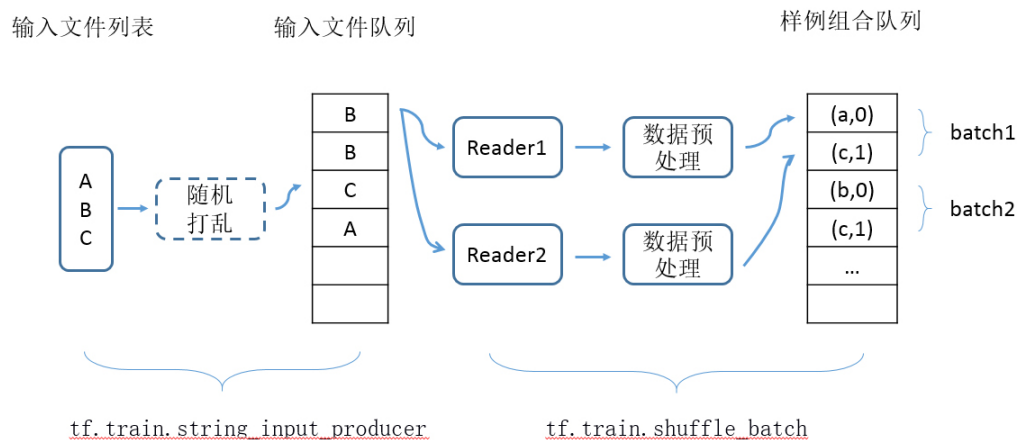 输入文件列表
输入文件队列
样例组合队列
A
B
C
随机
打乱
B
B
C
A
Reader1
数据预
处理
Reader2
数据预
处理
(a,0)
(c,1)
(b,0)
(c,1)
...
batch1
batch2
tf.train.string_input_producer
tf.train.shuffle_batch